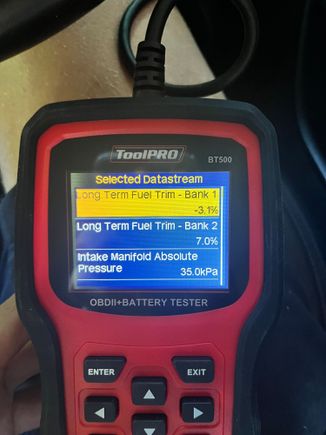 ToolPRO
BT500
Selected Datastream
Long Term Fuel Trim - Bank 1
-3.1%
Long Term Fuel Trim - Bank 2
7.0%
Intake Manifold Absolute
Pressure
35.0kPa
OBDII+BATTERY TESTER
ENTER
EXIT